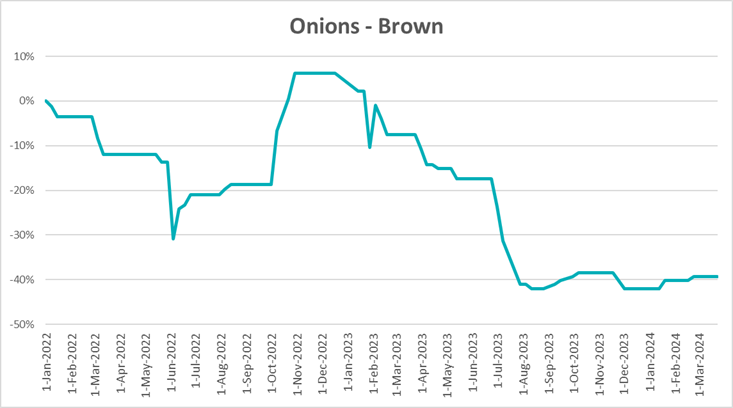 Onions - Brown
10%
0%
-10%
-20%
-30%
-40%
-50%
1-Jan-2022
1-Feb-2022
1-Mar-2022
1-Apr-2022
1-May-2022
1-Jun-2022
1-Jul-2022
1-Aug-2022
1-Sep-2022
1-Oct-2022
1-Nov-2022
1-Dec-2022
1-Jan-2023
1-Feb-2023
1-Mar-2023
1-Apr-2023
1-May-2023
1-Jun-2023
1-Jul-2023
1-Aug-2023
1-Sep-2023
1-Oct-2023
1-Nov-2023
1-Dec-2023
1-Jan-2024
1-Feb-2024
1-Mar-2024